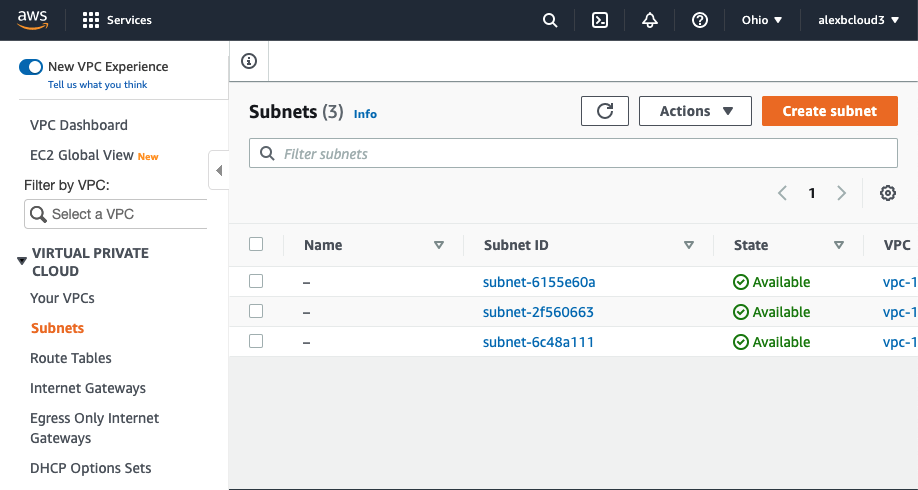 aws
Services
Ohio
alexbcloud3
New VPC Experience
Tell us what you think
VPC Dashboard
EC2 Global View New
Filter by VPC:
Select a VPC
VIRTUAL PRIVATE
CLOUD
Your VPCs
Subnets
Route Tables
Internet Gateways
Egress Only Internet
Gateways
DHCP Options Sets
Subnets (3) Info
Actions
Create subnet
Filter subnets
1
Name Subnet ID State VPC
– subnet-6155e60a Available vpc-1
– subnet-2f560663 Available vpc-1
– subnet-6c48a111 Available vpc-1